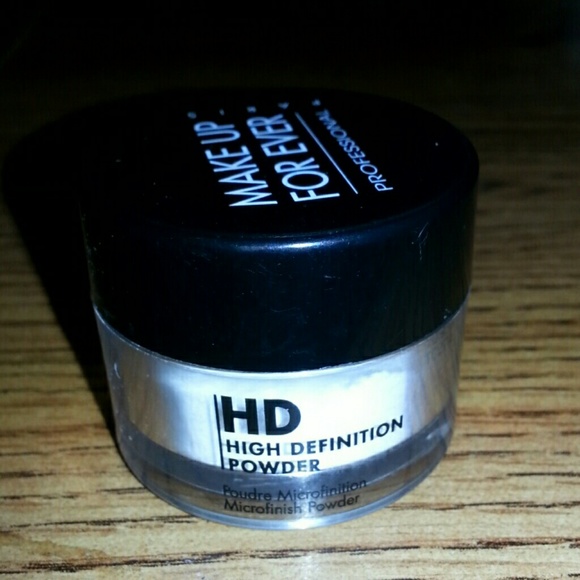 MAKE UP
FOR EVER
PROFESSIONAL
HD
HIGH DEFINITION
POWDER
Poudre Microfinition
Microfinish Powder